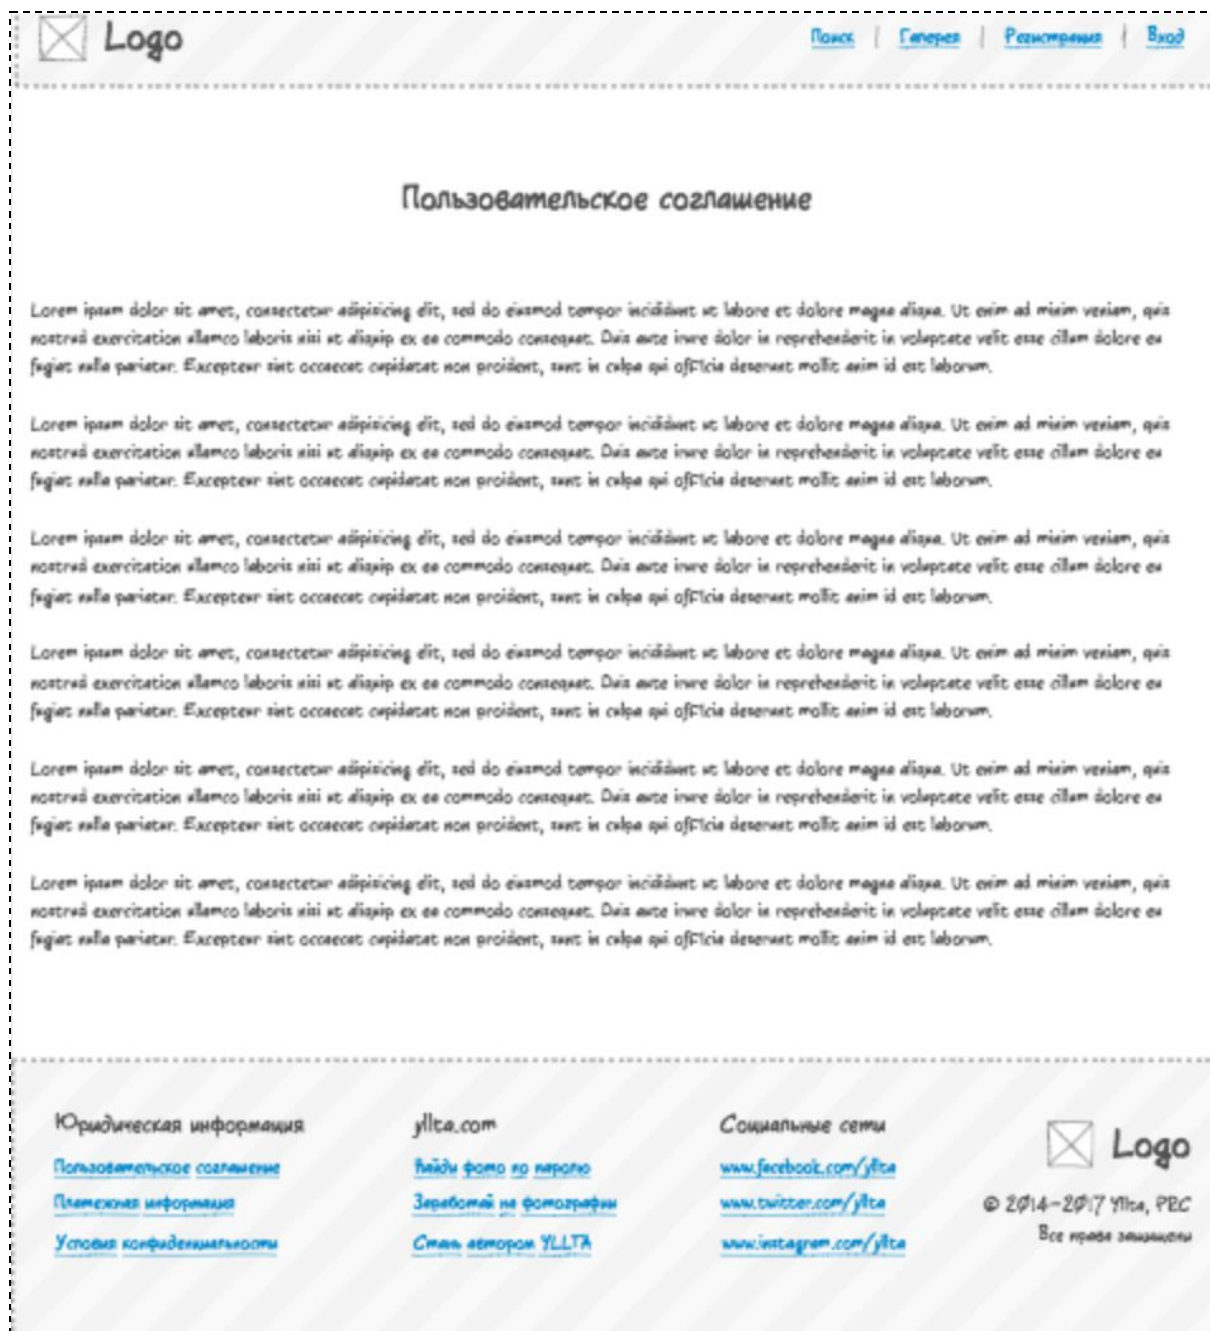 Logo
Поиск | Галерея | Регистрация | Вход
Пользовательское соглашение
Lorem ipsum dolor sit amet, consectetur adipisicing elit, sed do eiusmod tempor incididunt ut labore et dolore magna aliqua. Ut enim ad minim veniam, quis
nostrud exercitation ullamco laboris nisi ut aliquip ex ea commodo consequat. Duis aute irure dolor in reprehenderit in voluptate velit esse cillum dolore eu
fugiat nulla pariatur. Excepteur sint occaecat cupidatat non proident, sunt in culpa qui officia deserunt mollit anim id est laborum.
Lorem ipsum dolor sit amet, consectetur adipisicing elit, sed do eiusmod tempor incididunt ut labore et dolore magna aliqua. Ut enim ad minim veniam, quis
nostrud exercitation ullamco laboris nisi ut aliquip ex ea commodo consequat. Duis aute irure dolor in reprehenderit in voluptate velit esse cillum dolore eu
fugiat nulla pariatur. Excepteur sint occaecat cupidatat non proident, sunt in culpa qui officia deserunt mollit anim id est laborum.
Lorem ipsum dolor sit amet, consectetur adipisicing elit, sed do eiusmod tempor incididunt ut labore et dolore magna aliqua. Ut enim ad minim veniam, quis
nostrud exercitation ullamco laboris nisi ut aliquip ex ea commodo consequat. Duis aute irure dolor in reprehenderit in voluptate velit esse cillum dolore eu
fugiat nulla pariatur. Excepteur sint occaecat cupidatat non proident, sunt in culpa qui officia deserunt mollit anim id est laborum.
Lorem ipsum dolor sit amet, consectetur adipisicing elit, sed do eiusmod tempor incididunt ut labore et dolore magna aliqua. Ut enim ad minim veniam, quis
nostrud exercitation ullamco laboris nisi ut aliquip ex ea commodo consequat. Duis aute irure dolor in reprehenderit in voluptate velit esse cillum dolore eu
fugiat nulla pariatur. Excepteur sint occaecat cupidatat non proident, sunt in culpa qui officia deserunt mollit anim id est laborum.
Lorem ipsum dolor sit amet, consectetur adipisicing elit, sed do eiusmod tempor incididunt ut labore et dolore magna aliqua. Ut enim ad minim veniam, quis
nostrud exercitation ullamco laboris nisi ut aliquip ex ea commodo consequat. Duis aute irure dolor in reprehenderit in voluptate velit esse cillum dolore eu
fugiat nulla pariatur. Excepteur sint occaecat cupidatat non proident, sunt in culpa qui officia deserunt mollit anim id est laborum.
Lorem ipsum dolor sit amet, consectetur adipisicing elit, sed do eiusmod tempor incididunt ut labore et dolore magna aliqua. Ut enim ad minim veniam, quis
nostrud exercitation ullamco laboris nisi ut aliquip ex ea commodo consequat. Duis aute irure dolor in reprehenderit in voluptate velit esse cillum dolore eu
fugiat nulla pariatur. Excepteur sint occaecat cupidatat non proident, sunt in culpa qui officia deserunt mollit anim id est laborum.
Юридическая информация
Пользовательское соглашение
Платежная информация
Условия конфиденциальности
yllta.com
Найди фото по паролю
Заработай на фотографии
Стань автором YLLTA
Социальные сети
www.facebook.com/yllta
www.twitter.com/yllta
www.instagram.com/yllta
Logo
© 2014-2017 Yllta, PRC
Все права защищены